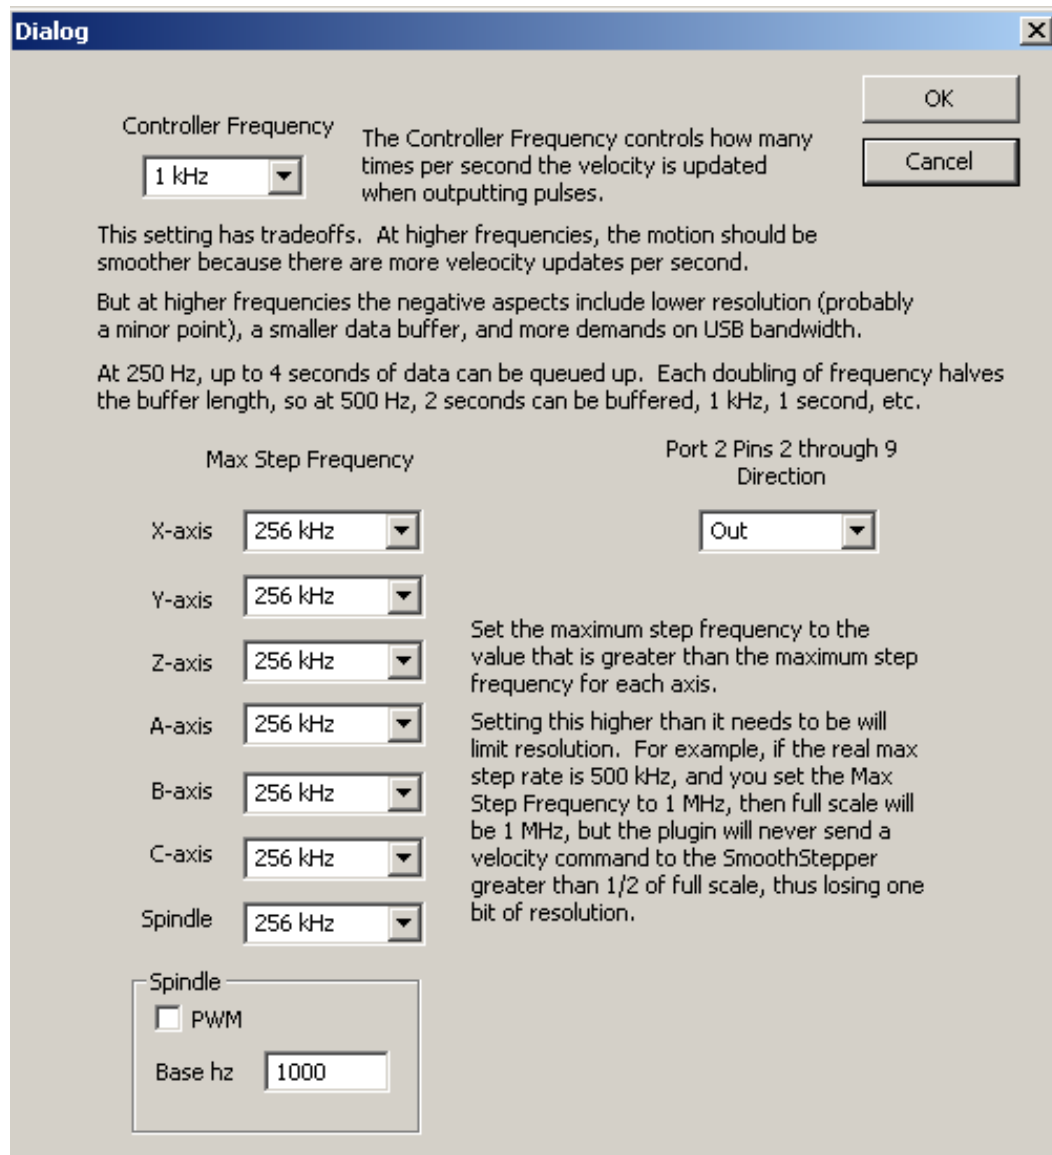 Dialog
OK
Cancel
Controller Frequency
1 kHz
The Controller Frequency controls how many
times per second the velocity is updated
when outputting pulses.
This setting has tradeoffs. At higher frequencies, the motion should be
smoother because there are more veleocity updates per second.
But at higher frequencies the negative aspects include lower resolution (probably
a minor point), a smaller data buffer, and more demands on USB bandwidth.
At 250 Hz, up to 4 seconds of data can be queued up. Each doubling of frequency halves
the buffer length, so at 500 Hz, 2 seconds can be buffered, 1 kHz, 1 second, etc.
Max Step Frequency
X-axis 256 kHz
Y-axis 256 kHz
Z-axis 256 kHz
A-axis 256 kHz
B-axis 256 kHz
C-axis 256 kHz
Spindle 256 kHz
Spindle
PWM
Base hz 1000
Port 2 Pins 2 through 9
Direction
Out
Set the maximum step frequency to the
value that is greater than the maximum step
frequency for each axis.
Setting this higher than it needs to be will
limit resolution. For example, if the real max
step rate is 500 kHz, and you set the Max
Step Frequency to 1 MHz, then full scale will
be 1 MHz, but the plugin will never send a
velocity command to the SmoothStepper
greater than 1/2 of full scale, thus losing one
bit of resolution.